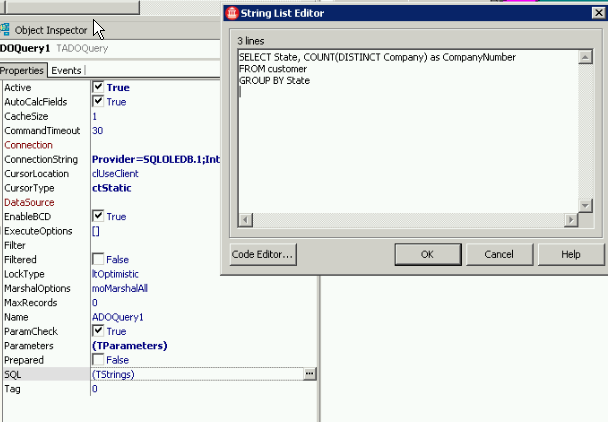 Object Inspector
DOQuery1 TADOQuery
Properties Events
Active True
AutoCalcFields True
CacheSize 1
CommandTimeout 30
Connection
ConnectionString Provider=SQLOLEDB.1;Int
CursorLocation clUseClient
CursorType ctStatic
DataSource
EnableBCD True
ExecuteOptions []
Filter
Filtered False
LockType ltOptimistic
MarshalOptions moMarshalAll
MaxRecords 0
Name ADOQuery1
ParamCheck True
Parameters (TParameters)
Prepared False
SQL (TStrings) ...
Tag 0
String List Editor
3 lines
SELECT State, COUNT(DISTINCT Company) as CompanyNumber
FROM customer
GROUP BY State
Code Editor... OK Cancel Help